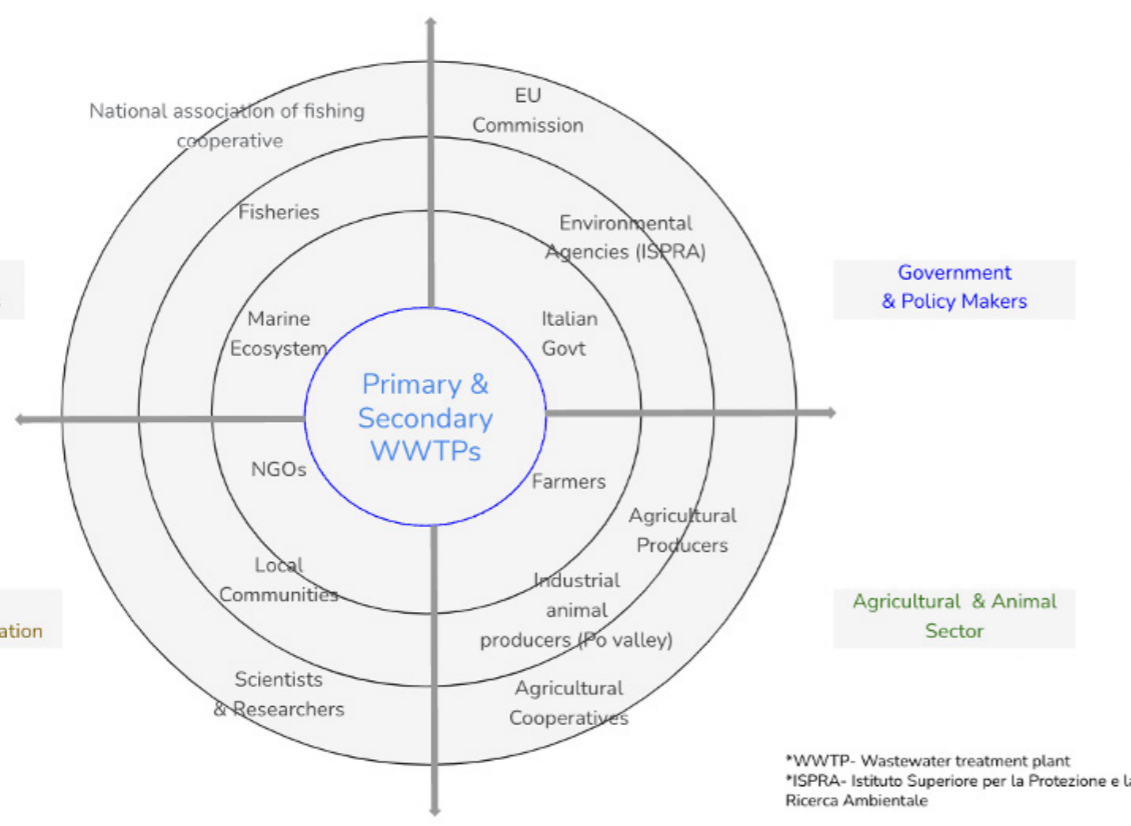 EU
Commission
National association of fishing
cooperative
Fisheries
Environmental
Agencies (ISPRA)
Government
& Policy Makers
Marine
Ecosystem
Italian
Govt
Primary &
Secondary
WWTPs
NGOs
Farmers
Agricultural
Producers
Local
Communities
Industrial
animal
producers (Po valley)
Agricultural & Animal
Sector
ation
Scientists
& Researchers
Agricultural
Cooperatives
*WWTP- Wastewater treatment plant
*ISPRA- Istituto Superiore per la Protezione e la
Ricerca Ambientale